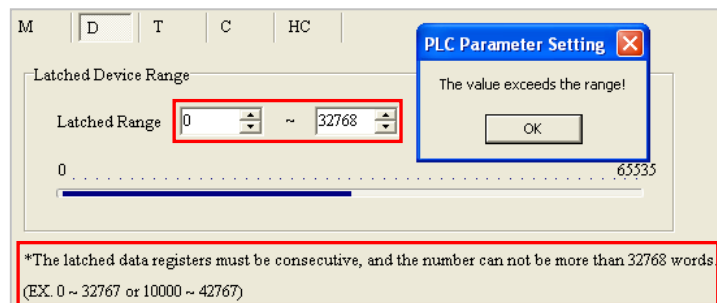 M D T C HC
PLC Parameter Setting
The value exceeds the range!
OK
Latched Device Range
Latched Range 0 ~ 32768
0 65535
*The latched data registers must be consecutive, and the number can not be more than 32768 words.
(EX. 0 ~ 32767 or 10000 ~ 42767)